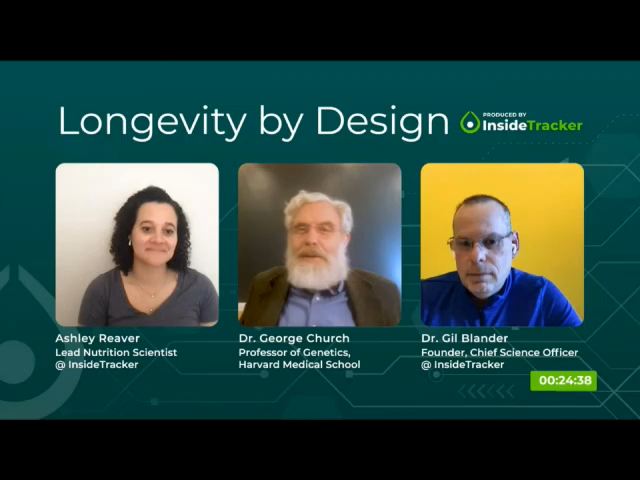 Longevity by Design
PRODUCED BY
InsideTracker
Ashley Reaver
Lead Nutrition Scientist
@ InsideTracker
Dr. George Church
Professor of Genetics,
Harvard Medical School
Dr. Gil Blander
Founder, Chief Science Officer
@ InsideTracker
00:24:38